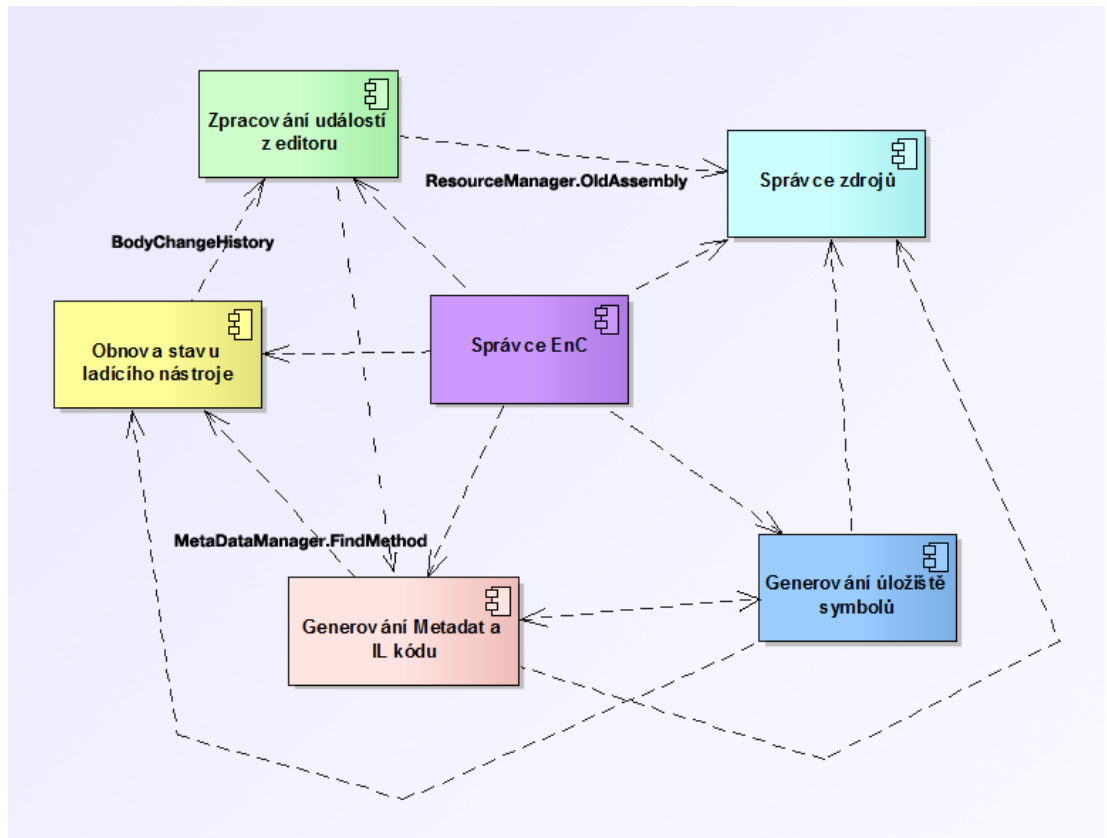 Zpracování událostí
z editoru
ResourceManager.OldAssembly
Správce zdrojů
BodyChangeHistory
Obnova stavu
ladícího nástroje
Správce EnC
MetaDataManager.FindMethod
Generování Metadat a
IL kódu
Generování úložiště
symbolů